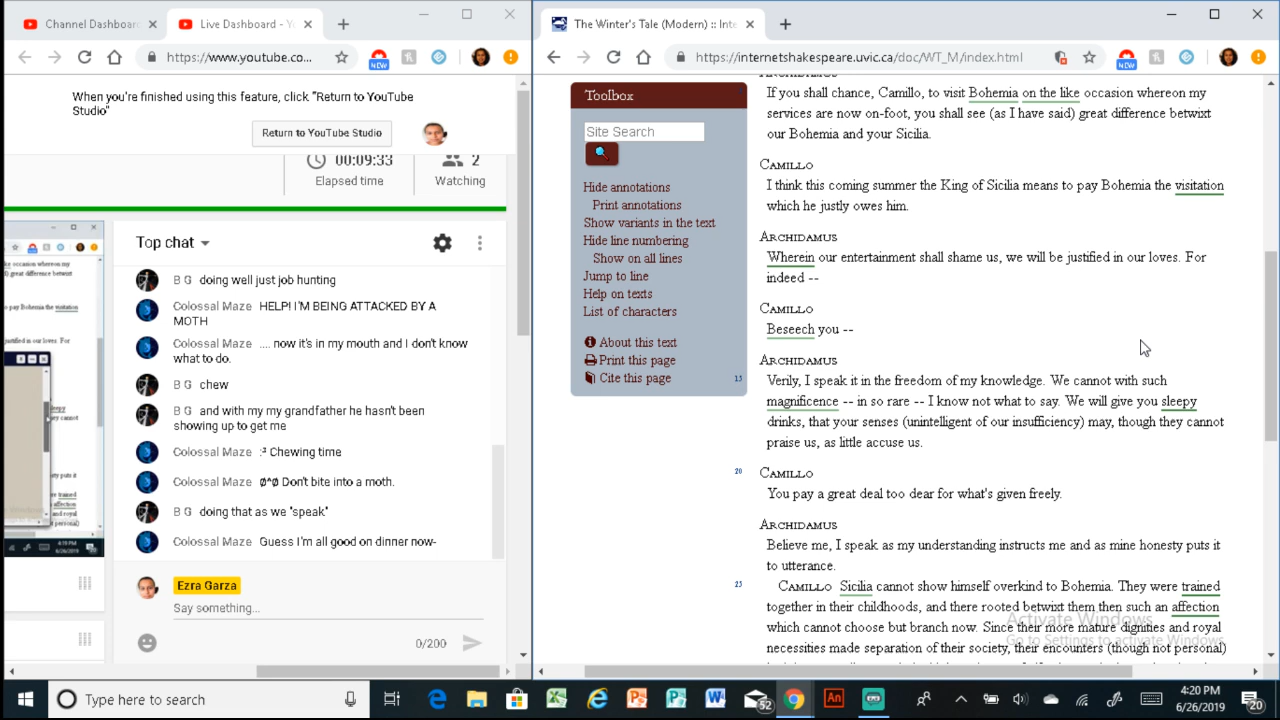 Channel Dashboard
Live Dashboard - Y
The Winter's Tale (Modern) :: Inte
https://www.youtube.co...
NEW
https://internetshakespeare.uvic.ca/doc/WT_M/index.html
NEW
When you're finished using this feature, click "Return to YouTube
Studio"
Return to YouTube Studio
00:09:33
Elapsed time
2
Watching
Top chat
B G doing well just job hunting
Colossal Maze HELP! I'M BEING ATTACKED BY A
MOTH
Colossal Maze .... now it's in my mouth and I don't know
what to do.
B G chew
B G and with my my grandfather he hasn't been
showing up to get me
Colossal Maze :³ Chewing time
Colossal Maze ø^ø Don't bite into a moth.
B G doing that as we "speak"
Colossal Maze Guess I'm all good on dinner now-
Ezra Garza
Say something...
0/200
Toolbox
Site Search
Hide annotations
Print annotations
Show variants in the text
Hide line numbering
Show on all lines
Jump to line
Help on texts
List of characters
About this text
Print this page
Cite this page
ARCHIDAMUS
If you shall chance, Camillo, to visit Bohemia on the like occasion whereon my
services are now on-foot, you shall see (as I have said) great difference betwixt
our Bohemia and your Sicilia.
CAMILLO
I think this coming summer the King of Sicilia means to pay Bohemia the visitation
which he justly owes him.
ARCHIDAMUS
Wherein our entertainment shall shame us, we will be justified in our loves. For
indeed --
CAMILLO
Beseech you --
ARCHIDAMUS
Verily, I speak it in the freedom of my knowledge. We cannot with such
magnificence -- in so rare -- I know not what to say. We will give you sleepy
drinks, that your senses (unintelligent of our insufficiency) may, though they cannot
praise us, as little accuse us.
20
CAMILLO
You pay a great deal too dear for what's given freely.
ARCHIDAMUS
Believe me, I speak as my understanding instructs me and as mine honesty puts it
to utterance.
25
CAMILLO Sicilia cannot show himself overkind to Bohemia. They were trained
together in their childhoods, and there rooted betwixt them then such an affection
which cannot choose but branch now. Since their more mature dignities and royal
necessities made separation of their society, their encounters (though not personal)
Activate Windows
Go to Settings to activate Windows.
Type here to search
52
4:20 PM
6/26/2019
20